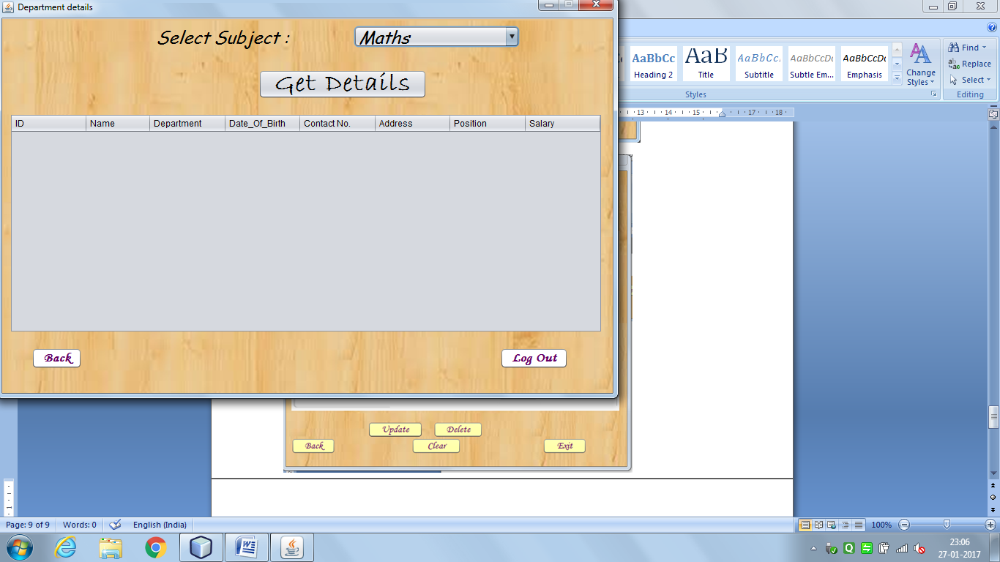 Department details
Select Subject :
Maths
Get Details
ID Name Department Date_Of_Birth Contact No. Address Position Salary
Back Log Out
AaBbCc AaB AaBbCc. AaBbCcDc AaBbCcDc
Heading 2 Title Subtitle Subtle Em... Emphasis
Change Styles
Styles
Find
Replace
Select
Editing
13 14 15 17 18
Update Delete
Back Clear Exit
Page: 9 of 9 Words: 0 English (India) 100%
23:06
27-01-2017